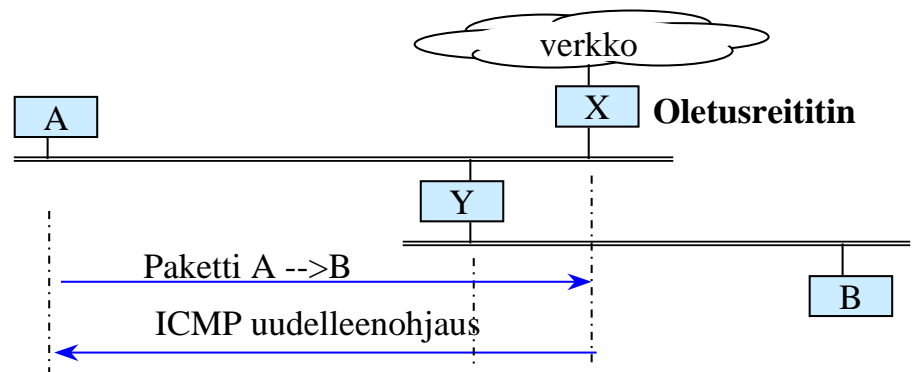 verkko
A
X
Oletusreititin
Y
Paketti A -->B
B
ICMP uudelleenohjaus